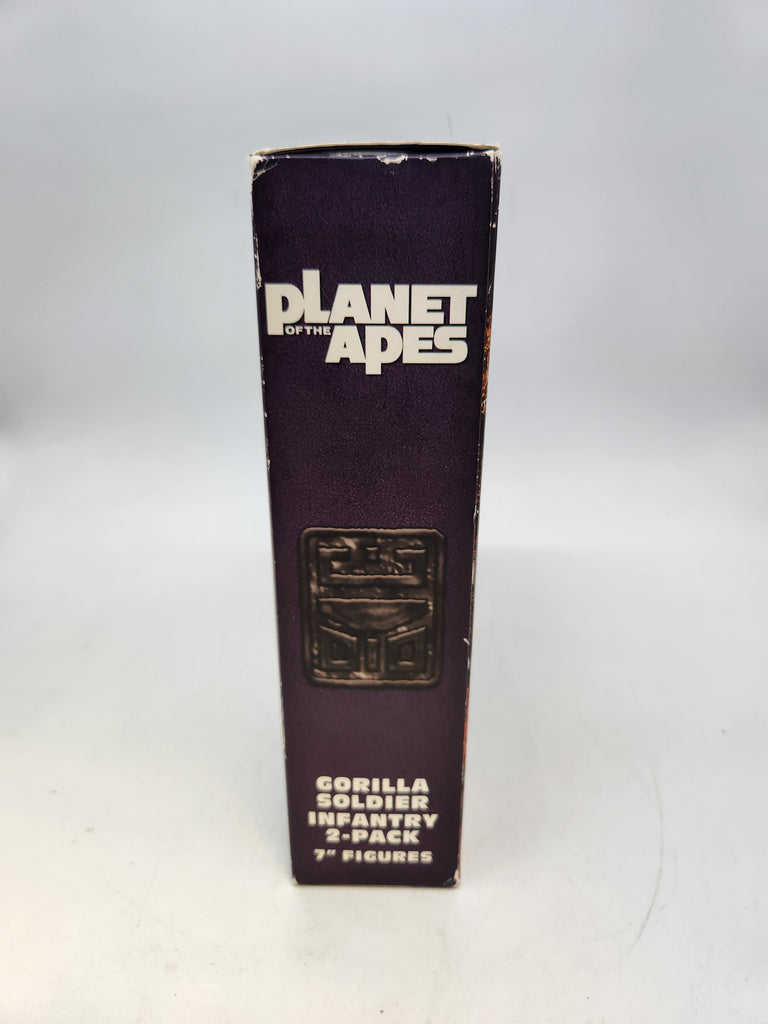 PLANET
OF THE APES
GORILLA
SOLDIER
INFANTRY
2-PACK
7" FIGURES